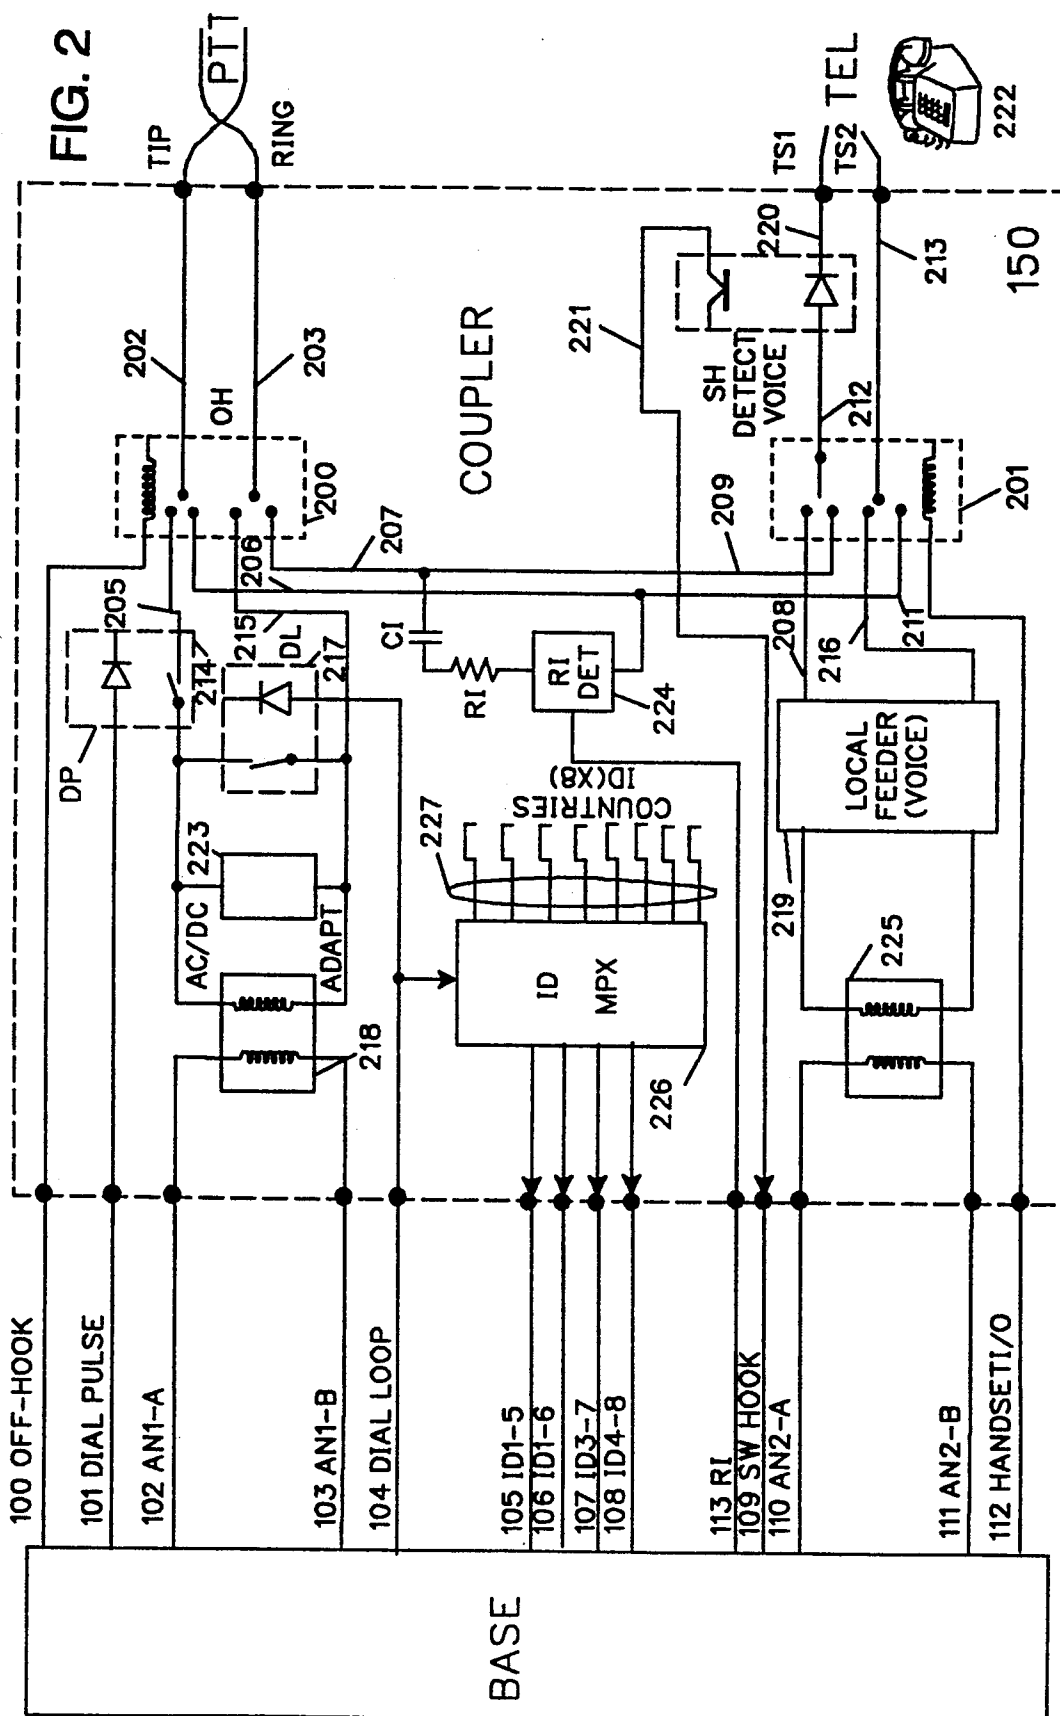 FIG. 2
PTT
TIP
RING
TS1
TS2
TEL
222
202
203
OH
200
COUPLER
221
220
213
150
SH
DETECT
VOICE
212
201
207
209
206
205
215
DL
217
214
DP
CI
RI
RI
DET
224
208
216
211
LOCAL
FEEDER
(VOICE)
219
225
223
AC/DC
ADAPT
218
227
COUNTRIES
ID(X8)
ID
MPX
226
100 OFF-HOOK
101 DIAL PULSE
102 AN1-A
103 AN1-B
104 DIAL LOOP
105 ID1-5
106 ID1-6
107 ID3-7
108 ID4-8
113 RI
109 SW HOOK
110 AN2-A
111 AN2-B
112 HANDSETI/O
BASE